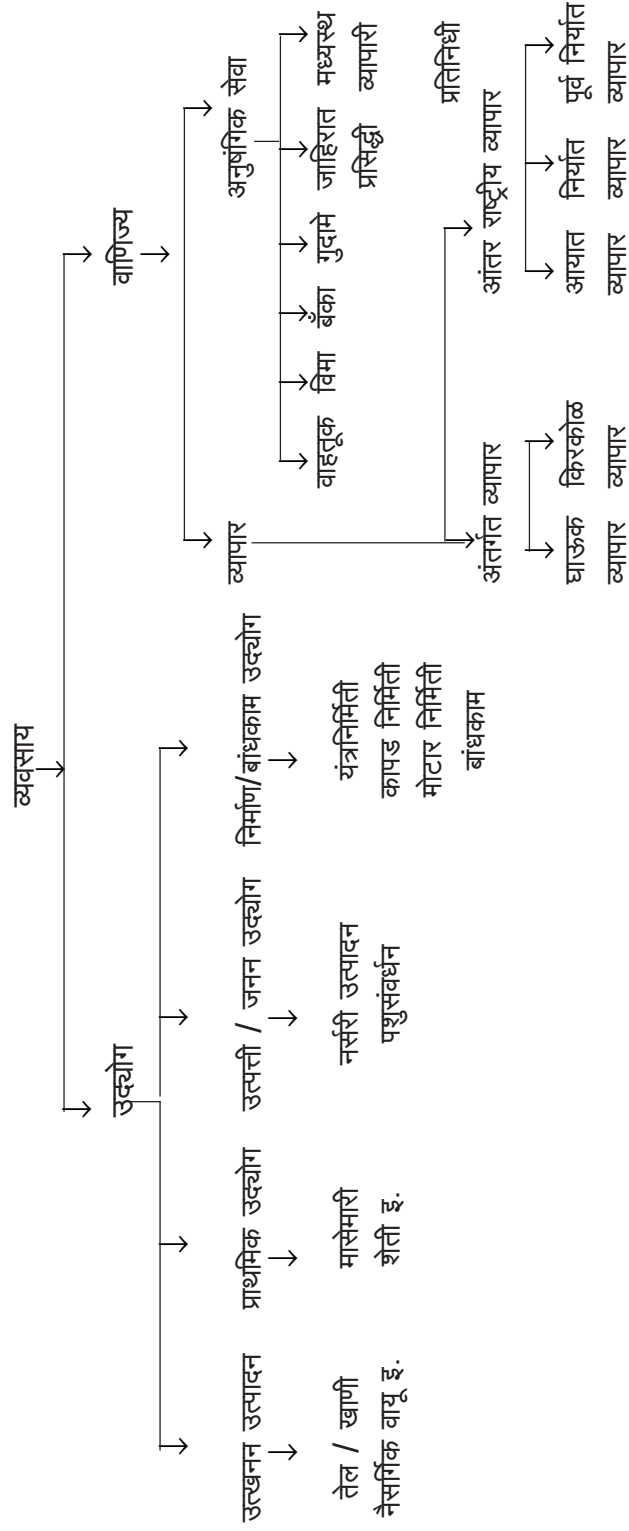 व्यवसाय
उद्योग वाणिज्य
उत्खनन उत्पादन प्राथमिक उद्योग उत्पत्ती / जनन उद्योग निर्माण/बांधकाम उद्योग व्यापार अनुषंगिक सेवा
तेल / खाणी मासेमारी नर्सरी उत्पादन यंत्रनिर्मिती वाहतूक विमा बँका गुदामे जाहिरात मध्यस्थ
नैसर्गिक वायू इ. शेती इ. पशुसंवर्धन कापड निर्मिती प्रसिद्धी व्यापारी
मोटार निर्मिती
बांधकाम प्रतिनिधी
अंतर्गत व्यापार आंतर राष्ट्रीय व्यापार
घाऊक किरकोळ आयात निर्यात पूर्व निर्यात
व्यापार व्यापार व्यापार व्यापार व्यापार